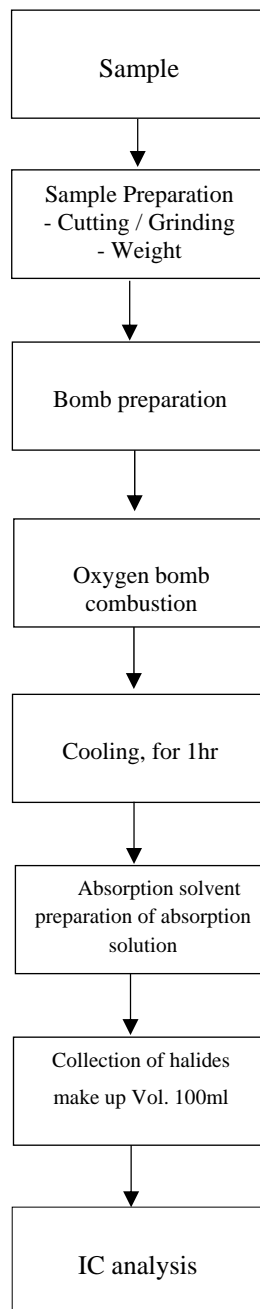 Sample
Sample Preparation
- Cutting / Grinding
- Weight
Bomb preparation
Oxygen bomb
combustion
Cooling, for 1hr
Absorption solvent
preparation of absorption
solution
Collection of halides
make up Vol. 100ml
IC analysis